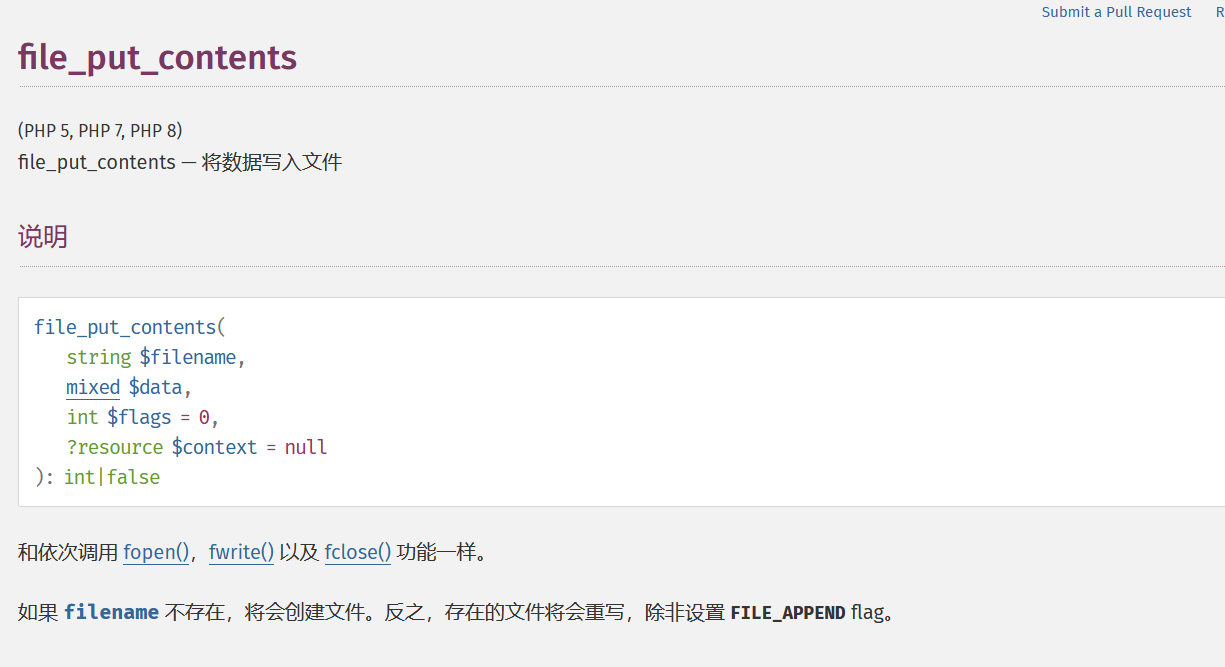 Submit a Pull Request R
file_put_contents
(PHP 5, PHP 7, PHP 8)
file_put_contents — 将数据写入文件
说明
file_put_contents(
string $filename,
mixed $data,
int $flags = 0,
?resource $context = null
): int|false
和依次调用 fopen()，fwrite() 以及 fclose() 功能一样。
如果 filename 不存在，将会创建文件。反之，存在的文件将会重写，除非设置 FILE_APPEND flag。